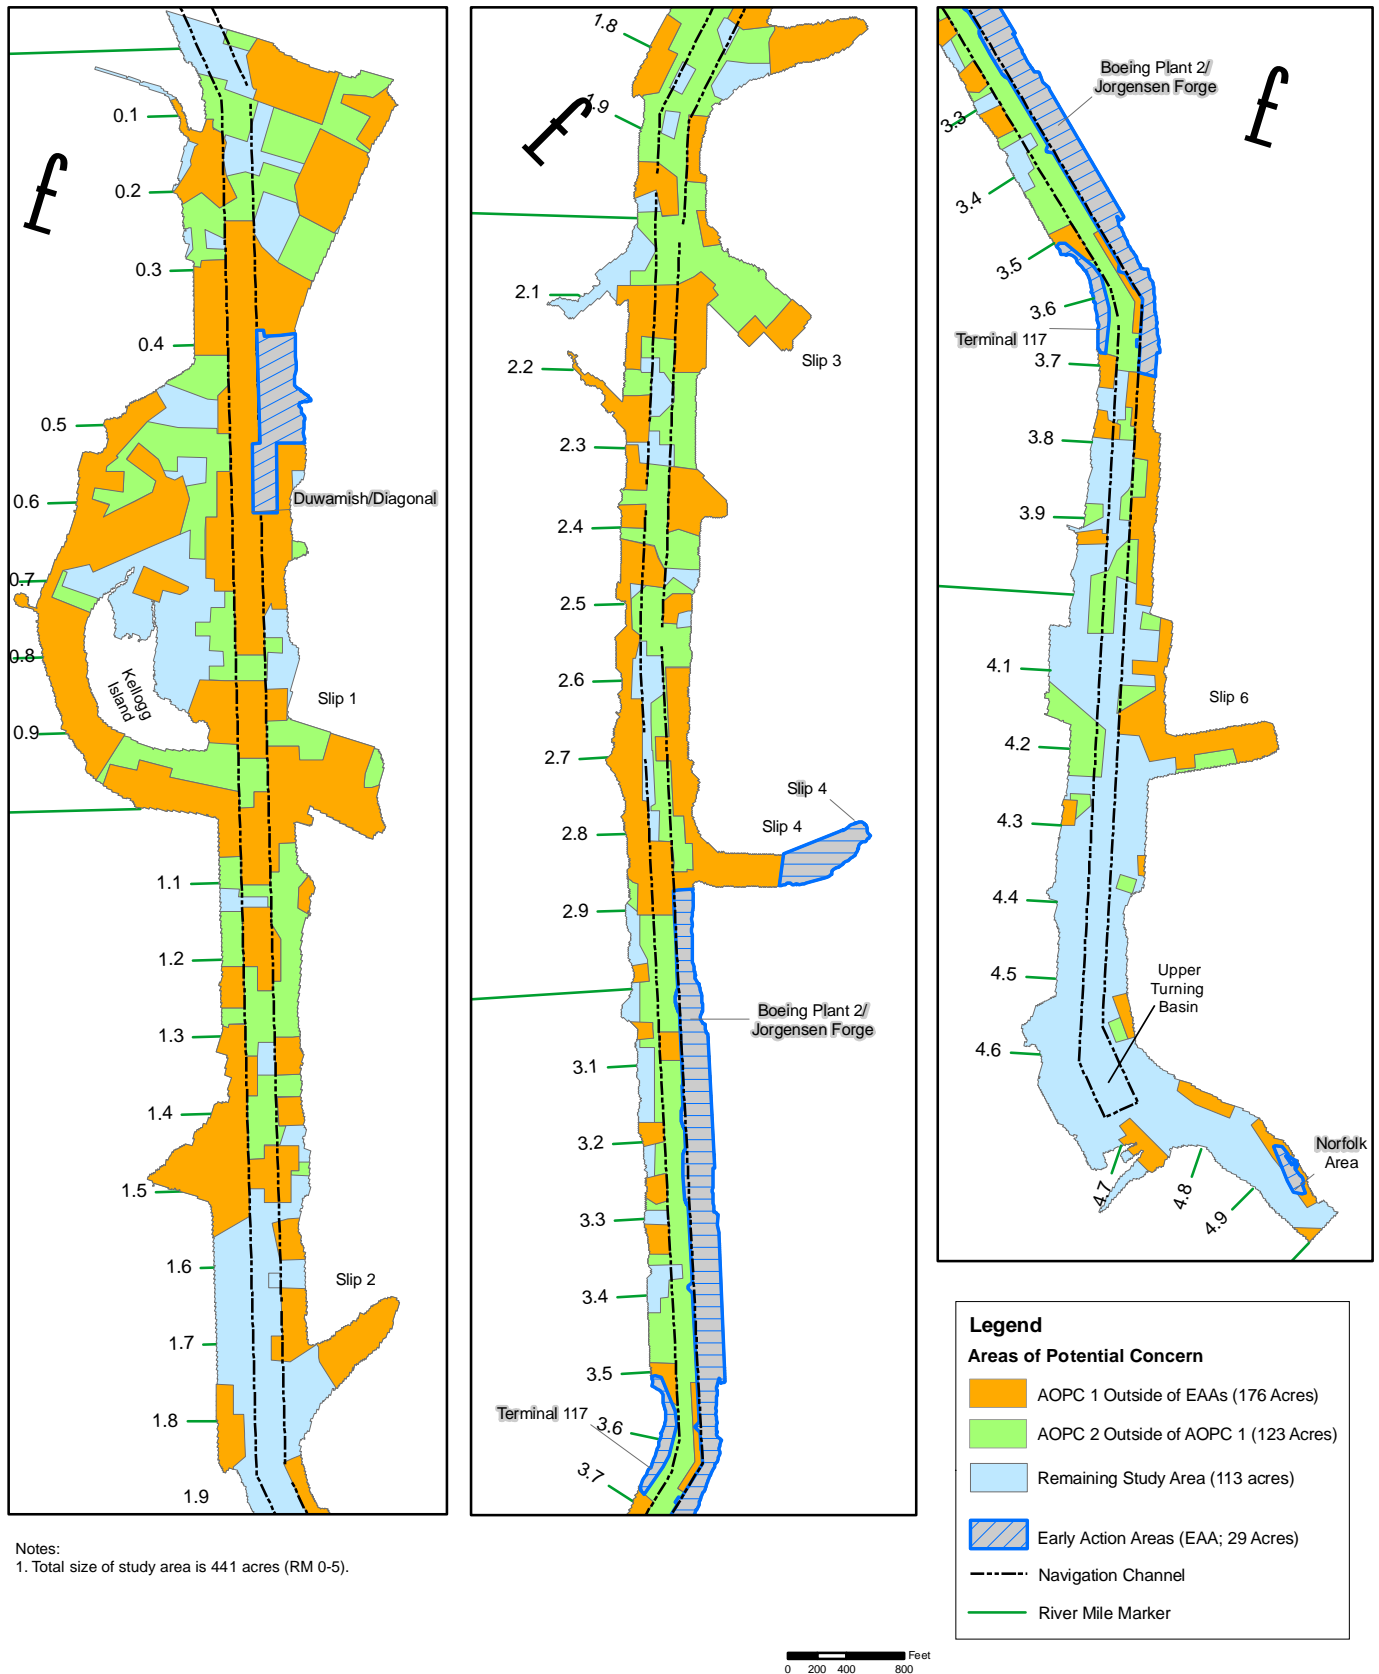 0.1
0.2
0.3
0.4
0.5
0.6
0.7
0.8
0.9
1.1
1.2
1.3
1.4
1.5
1.6
1.7
1.8
1.9
Duwamish/Diagonal
Kellogg
Island
Slip 1
Slip 2
1.8
1.9
2.1
2.2
2.3
2.4
2.5
2.6
2.7
2.8
2.9
3.1
3.2
3.3
3.4
3.5
3.6
3.7
Slip 3
Slip 4
Slip 4
Boeing Plant 2/
Jorgensen Forge
Terminal 117
3.3
3.4
3.5
3.6
3.7
3.8
3.9
4.1
4.2
4.3
4.4
4.5
4.6
4.7
4.8
4.9
Boeing Plant 2/
Jorgensen Forge
Terminal 117
Slip 6
Upper
Turning
Basin
Norfolk
Area
Legend
Areas of Potential Concern
AOPC 1 Outside of EAAs (176 Acres)
AOPC 2 Outside of AOPC 1 (123 Acres)
Remaining Study Area (113 acres)
Early Action Areas (EAA; 29 Acres)
Navigation Channel
River Mile Marker
Notes:
1. Total size of study area is 441 acres (RM 0-5).
Feet
0 200 400 800